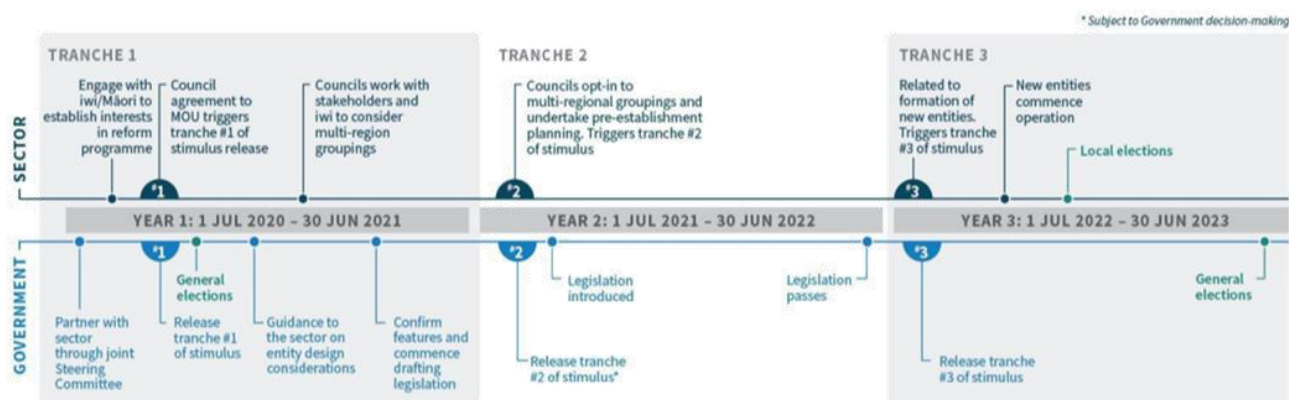 * Subject to Government decision-making
TRANCHE 1
TRANCHE 2
TRANCHE 3
SECTOR
Engage with
iwi/Māori to
establish interests
in reform
programme
Council
agreement to
MOU triggers
tranche #1 of
stimulus release
Councils work with
stakeholders and
iwi to consider
multi-region
groupings
Councils opt-in to
multi-regional groupings and
undertake pre-establishment
planning. Triggers tranche #2
of stimulus
Related to
formation of
new entities.
Triggers tranche
#3 of stimulus
New entities
commence
operation
Local elections
#1
#2
#3
YEAR 1: 1 JUL 2020 – 30 JUN 2021
YEAR 2: 1 JUL 2021 – 30 JUN 2022
YEAR 3: 1 JUL 2022 – 30 JUN 2023
GOVERNMENT
#1
#2
#3
Partner with
sector
through joint
Steering
Committee
Release
tranche #1
of stimulus
General
elections
Guidance to
the sector on
entity design
considerations
Confirm
features and
commence
drafting
legislation
Release tranche
#2 of stimulus*
Legislation
introduced
Legislation
passes
Release tranche
#3 of stimulus
General
elections